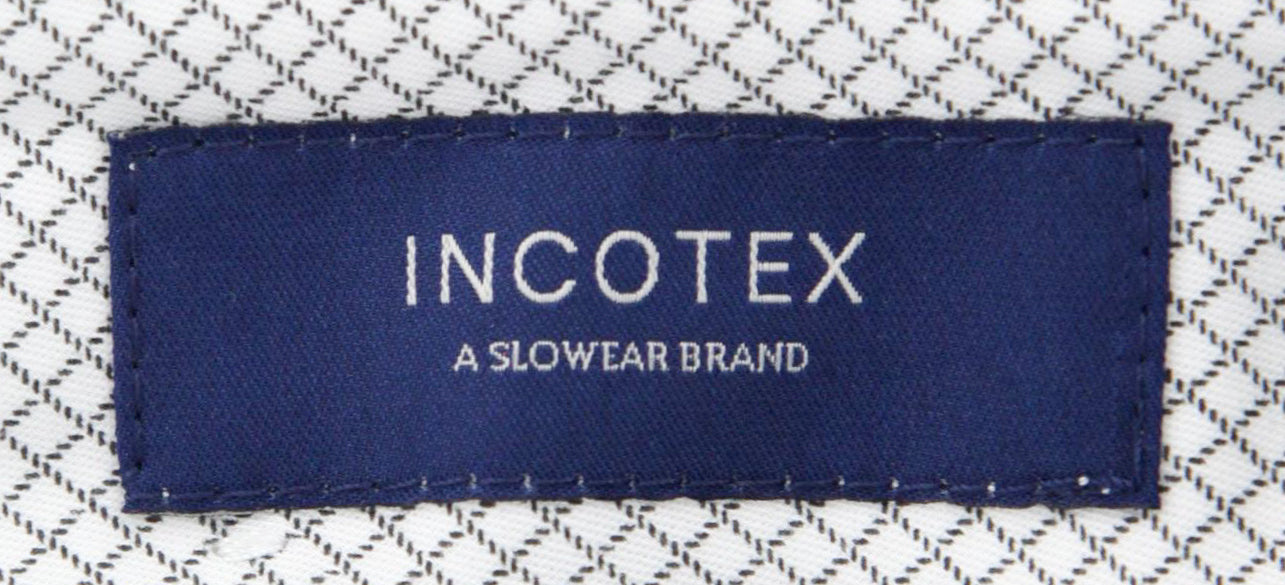 INCOTEX
A SLOWEAR BRAND